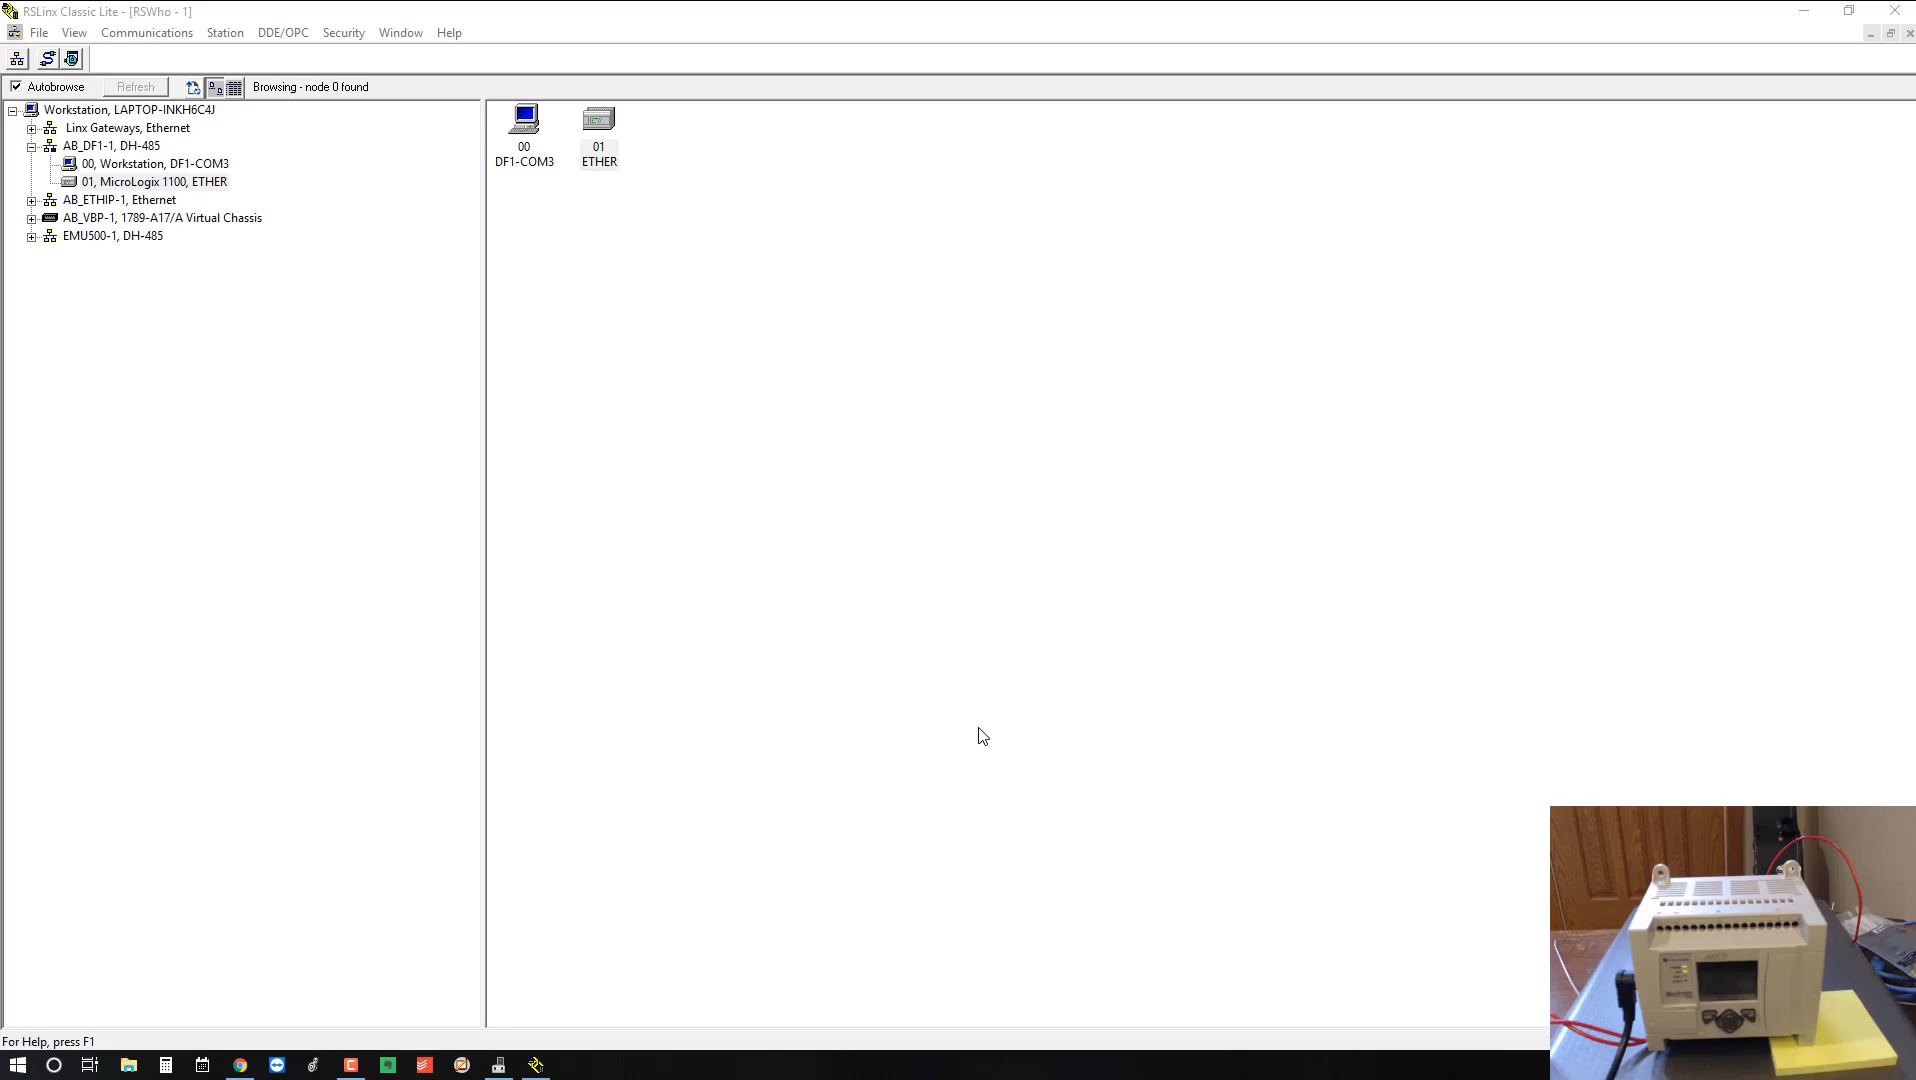 RSLinx Classic Lite - [RSWho - 1]
File View Communications Station DDE/OPC Security Window Help
Autobrowse Refresh Browsing - node 0 found
Workstation, LAPTOP-INKH6C4J
Linx Gateways, Ethernet
AB_DF1-1, DH-485
00, Workstation, DF1-COM3
01, MicroLogix 1100, ETHER
AB_ETHIP-1, Ethernet
AB_VBP-1, 1789-A17/A Virtual Chassis
EMU500-1, DH-485
00
DF1-COM3
01
ETHER
For Help, press F1